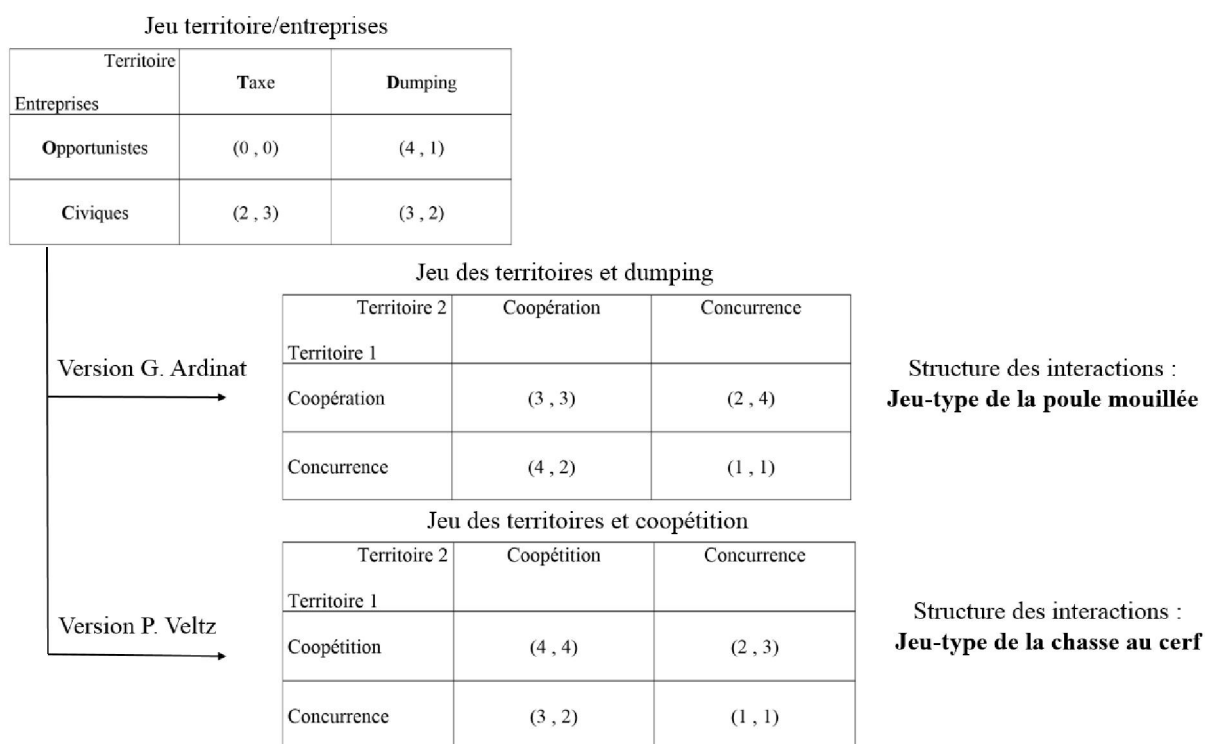 Jeu territoire/entreprises
Territoire
Entreprises
Taxe
Dumping
Opportunistes
(0 , 0)
(4 , 1)
Civiques
(2 , 3)
(3 , 2)
Jeu des territoires et dumping
Version G. Ardinat
Territoire 2
Territoire 1
Coopération
Concurrence
Coopération
(3 , 3)
(2 , 4)
Concurrence
(4 , 2)
(1 , 1)
Structure des interactions :
Jeu-type de la poule mouillée
Jeu des territoires et coopétition
Version P. Veltz
Territoire 2
Territoire 1
Coopétition
Concurrence
Coopétition
(4 , 4)
(2 , 3)
Concurrence
(3 , 2)
(1 , 1)
Structure des interactions :
Jeu-type de la chasse au cerf